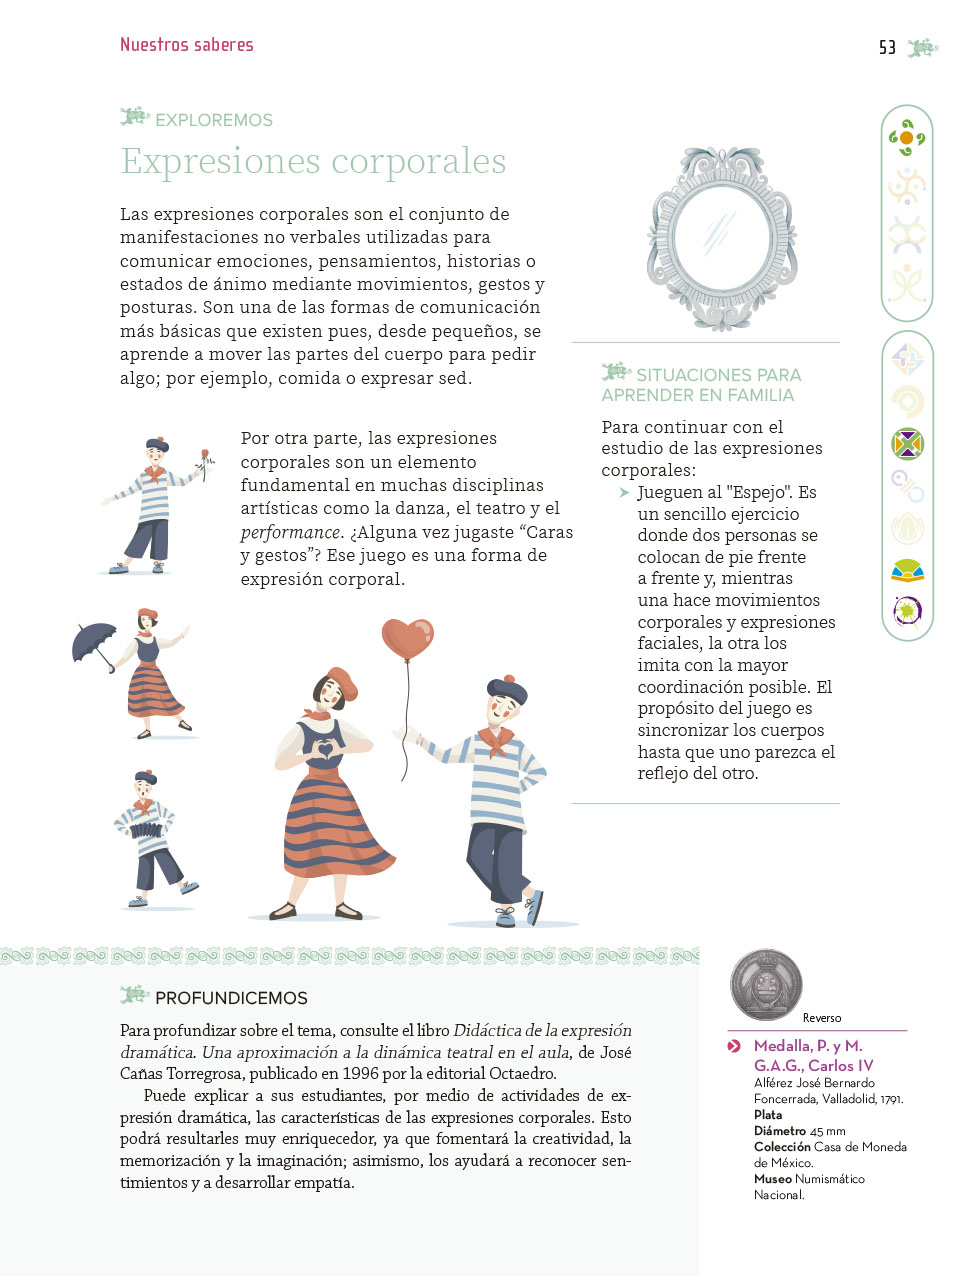 Nuestros saberes
53
EXPLOREMOS
Expresiones corporales
Las expresiones corporales son el conjunto de
manifestaciones no verbales utilizadas para
comunicar emociones, pensamientos, historias o
estados de ánimo mediante movimientos, gestos y
posturas. Son una de las formas de comunicación
más básicas que existen pues, desde pequeños, se
aprende a mover las partes del cuerpo para pedir
algo; por ejemplo, comida o expresar sed.
Por otra parte, las expresiones
corporales son un elemento
fundamental en muchas disciplinas
artísticas como la danza, el teatro y el
performance. ¿Alguna vez jugaste “Caras
y gestos”? Ese juego es una forma de
expresión corporal.
SITUACIONES PARA
APRENDER EN FAMILIA
Para continuar con el
estudio de las expresiones
corporales:
➤ Jueguen al "Espejo". Es
un sencillo ejercicio
donde dos personas se
colocan de pie frente
a frente y, mientras
una hace movimientos
corporales y expresiones
faciales, la otra los
imita con la mayor
coordinación posible. El
propósito del juego es
sincronizar los cuerpos
hasta que uno parezca el
reflejo del otro.
PROFUNDICEMOS
Para profundizar sobre el tema, consulte el libro Didáctica de la expresión
dramática. Una aproximación a la dinámica teatral en el aula, de José
Cañas Torregrosa, publicado en 1996 por la editorial Octaedro.
Puede explicar a sus estudiantes, por medio de actividades de ex-
presión dramática, las características de las expresiones corporales. Esto
podrá resultarles muy enriquecedor, ya que fomentará la creatividad, la
memorización y la imaginación; asimismo, los ayudará a reconocer sen-
timientos y a desarrollar empatía.
Reverso
Medalla, P. y M.
G.A.G., Carlos IV
Alférez José Bernardo
Foncerrada, Valladolid, 1791.
Plata
Diámetro 45 mm
Colección Casa de Moneda
de México.
Museo Numismático
Nacional.